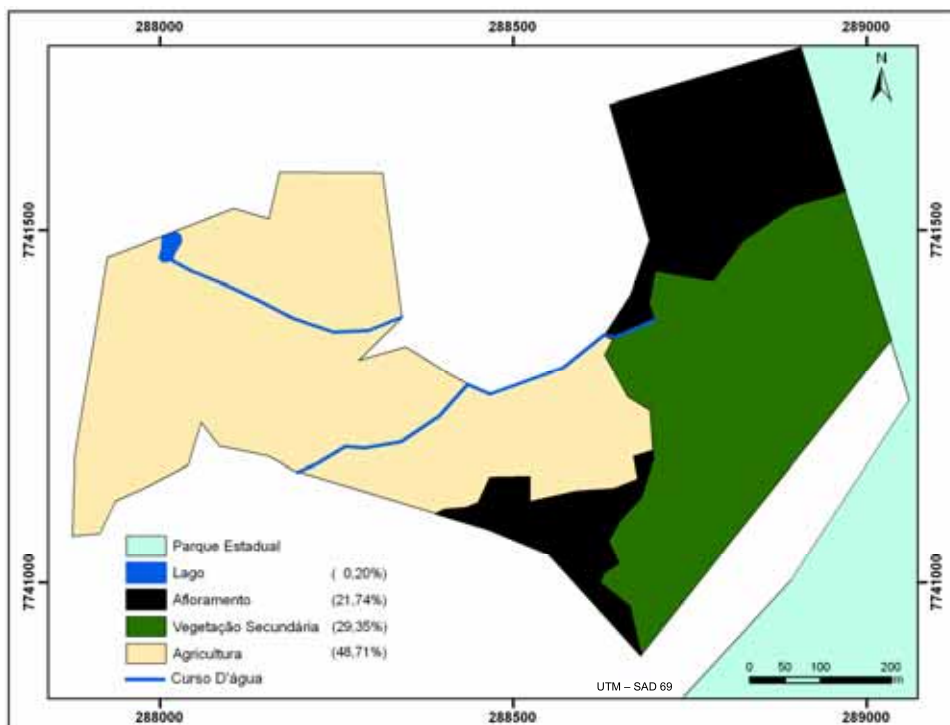 288000 288500 289000
N
7741500 7741500
7741000 7741000
Parque Estadual
Lago ( 0,20%)
Afloramento (21,74%)
Vegetação Secundária (29,35%)
Agricultura (48,71%)
Curso D'água
0 50 100 200
m
UTM – SAD 69
288000 288500 289000